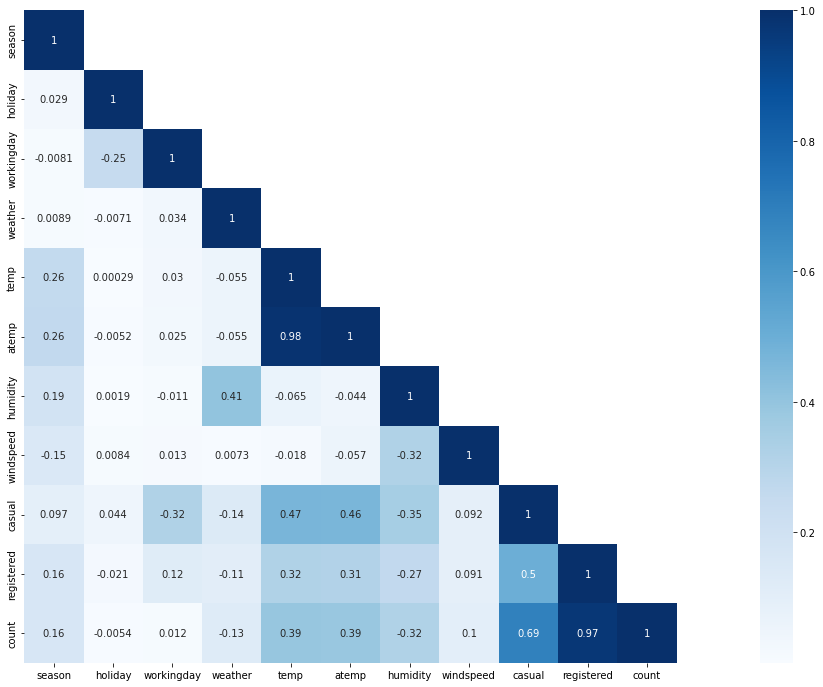 season 1
holiday 0.029 1
workingday -0.0081 -0.25 1
weather 0.0089 -0.0071 0.034 1
temp 0.26 0.00029 0.03 -0.055 1
atemp 0.26 -0.0052 0.025 -0.055 0.98 1
humidity 0.19 0.0019 -0.011 0.41 -0.065 -0.044 1
windspeed -0.15 0.0084 0.013 0.0073 -0.018 -0.057 -0.32 1
casual 0.097 0.044 -0.32 -0.14 0.47 0.46 -0.35 0.092 1
registered 0.16 -0.021 0.12 -0.11 0.32 0.31 -0.27 0.091 0.5 1
count 0.16 -0.0054 0.012 -0.13 0.39 0.39 -0.32 0.1 0.69 0.97 1
season holiday workingday weather temp atemp humidity windspeed casual registered count
1.0
0.8
0.6
0.4
0.2